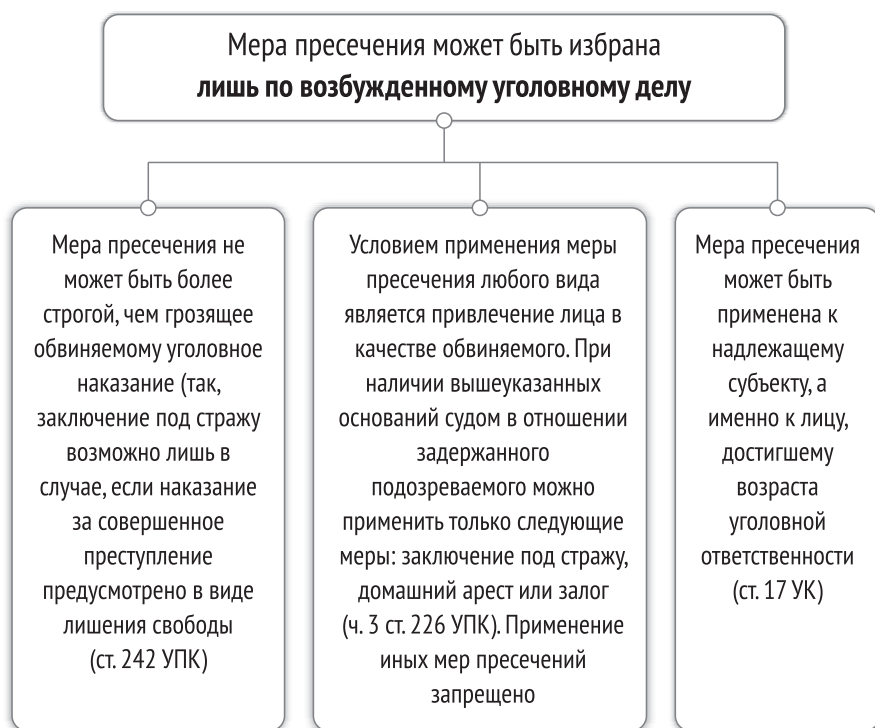 Мера пресечения может быть избрана
лишь по возбужденному уголовному делу
Мера пресечения не
может быть более
строгой, чем грозящее
обвиняемому уголовное
наказание (так,
заключение под стражу
возможно лишь в
случае, если наказание
за совершенное
преступление
предусмотрено в виде
лишения свободы
(ст. 242 УПК)
Условием применения меры
пресечения любого вида
является привлечение лица в
качестве обвиняемого. При
наличии вышеуказанных
оснований судом в отношении
задержанного
подозреваемого можно
применить только следующие
меры: заключение под стражу,
домашний арест или залог
(ч. 3 ст. 226 УПК). Применение
иных мер пресечений
запрещено
Мера пресечения
может быть
применена к
надлежащему
субъекту, а
именно к лицу,
достигшему
возраста
уголовной
ответственности
(ст. 17 УК)